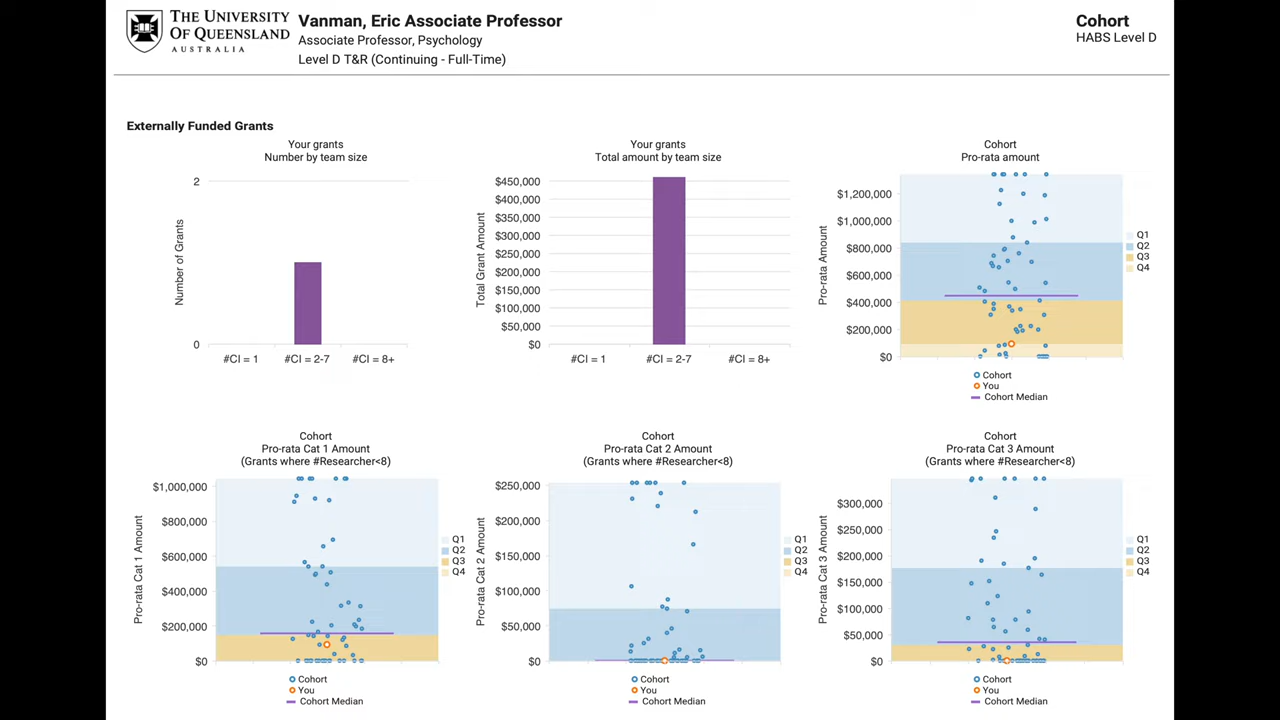 THE UNIVERSITY
OF QUEENSLAND
AUSTRALIA
Vanman, Eric Associate Professor
Associate Professor, Psychology
Level D T&R (Continuing - Full-Time)
Cohort
HABS Level D
Externally Funded Grants
Your grants
Number by team size
Number of Grants
2
0
#CI = 1
#CI = 2-7
#CI = 8+
Your grants
Total amount by team size
Total Grant Amount
$450,000
$400,000
$350,000
$300,000
$250,000
$200,000
$150,000
$100,000
$50,000
$0
#CI = 1
#CI = 2-7
#CI = 8+
Cohort
Pro-rata amount
Pro-rata Amount
$1,200,000
$1,000,000
$800,000
$600,000
$400,000
$200,000
$0
Q1
Q2
Q3
Q4
Cohort
You
Cohort Median
Cohort
Pro-rata Cat 1 Amount
(Grants where #Researcher<8)
Pro-rata Cat 1 Amount
$1,000,000
$800,000
$600,000
$400,000
$200,000
$0
Q1
Q2
Q3
Q4
Cohort
You
Cohort Median
Cohort
Pro-rata Cat 2 Amount
(Grants where #Researcher<8)
Pro-rata Cat 2 Amount
$250,000
$200,000
$150,000
$100,000
$50,000
$0
Q1
Q2
Q3
Q4
Cohort
You
Cohort Median
Cohort
Pro-rata Cat 3 Amount
(Grants where #Researcher<8)
Pro-rata Cat 3 Amount
$300,000
$250,000
$200,000
$150,000
$100,000
$50,000
$0
Q1
Q2
Q3
Q4
Cohort
You
Cohort Median